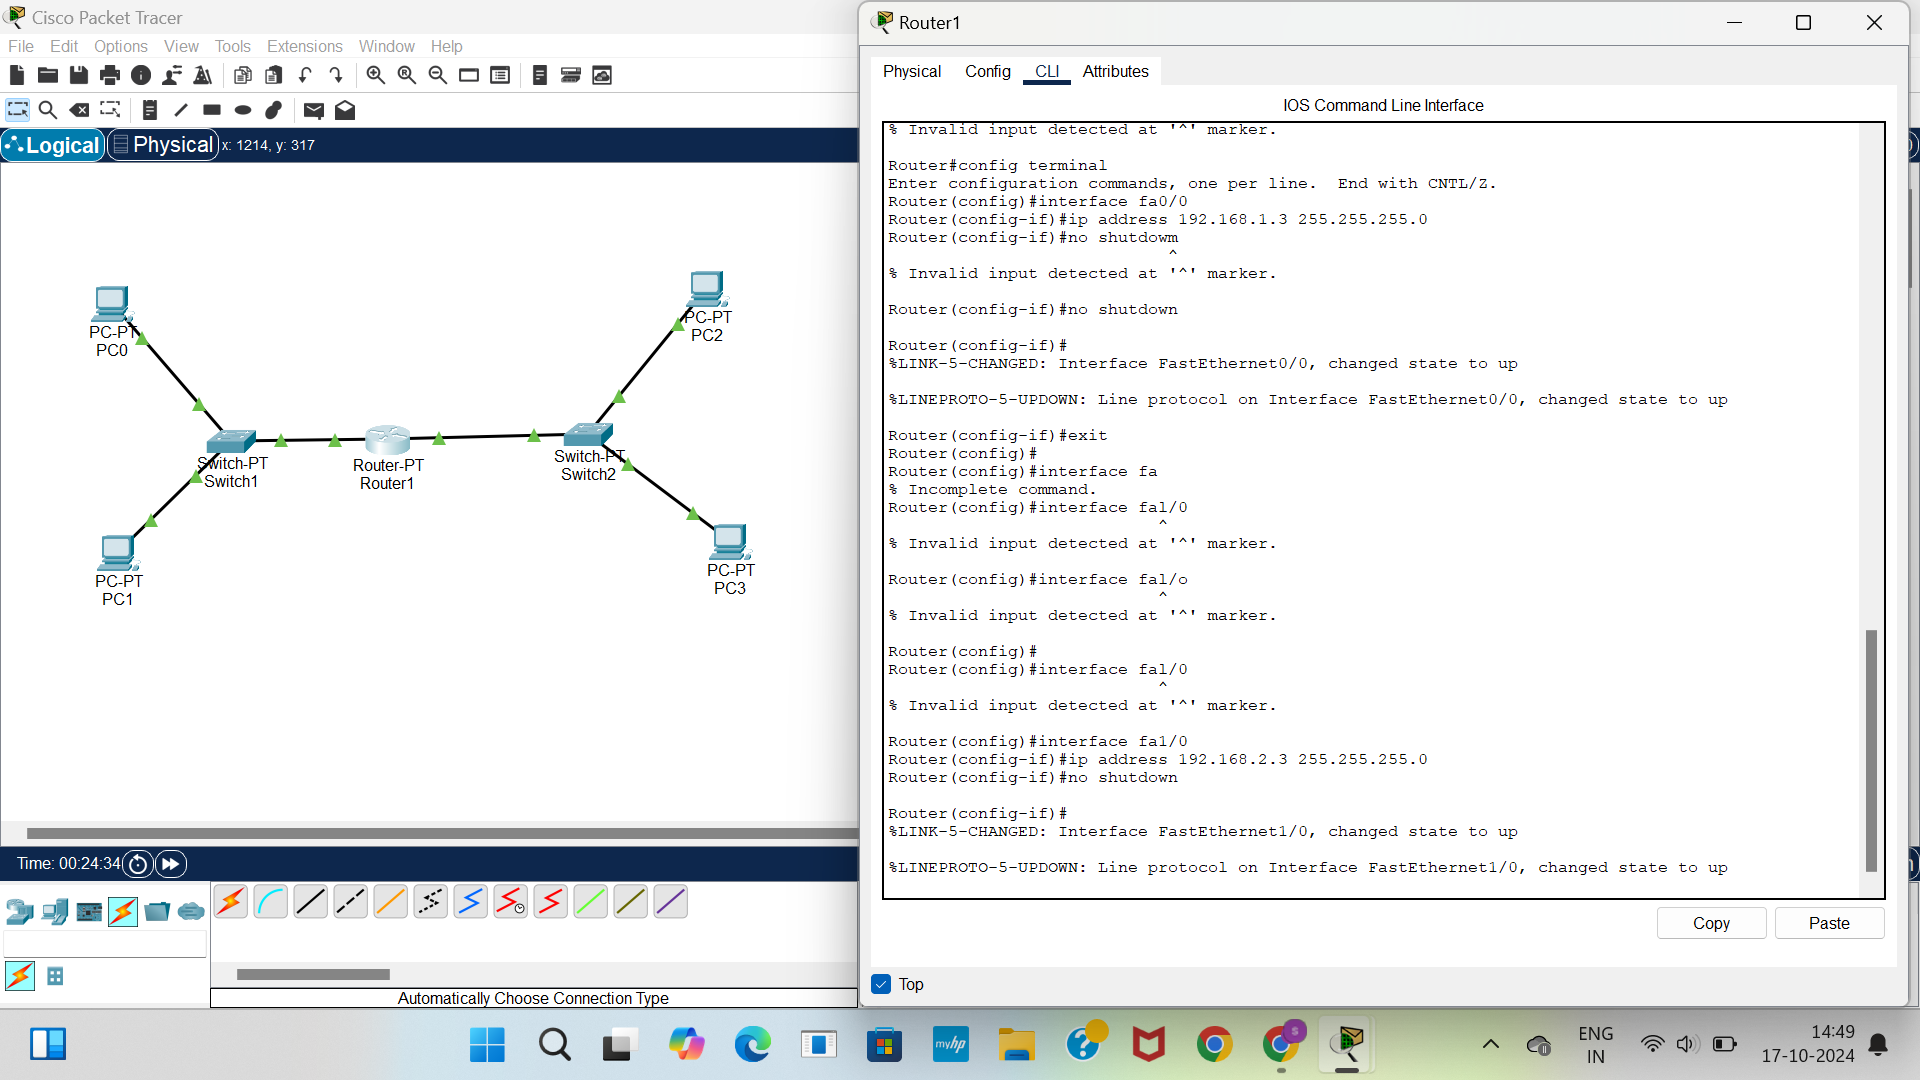 Cisco Packet Tracer
File Edit Options View Tools Extensions Window Help
Logical Physical x: 1214, y: 317
PC-PT
PC0
PC-PT
PC2
Switch-PT
Switch1
Router-PT
Router1
Switch-PT
Switch2
PC-PT
PC1
PC-PT
PC3
Time: 00:24:34
Automatically Choose Connection Type
Router1
Physical Config CLI Attributes
IOS Command Line Interface
% Invalid input detected at '^' marker.
Router#config terminal
Enter configuration commands, one per line.  End with CNTL/Z.
Router(config)#interface fa0/0
Router(config-if)#ip address 192.168.1.3 255.255.255.0
Router(config-if)#no shutdowm
^
% Invalid input detected at '^' marker.
Router(config-if)#no shutdown
Router(config-if)#
%LINK-5-CHANGED: Interface FastEthernet0/0, changed state to up
%LINEPROTO-5-UPDOWN: Line protocol on Interface FastEthernet0/0, changed state to up
Router(config-if)#exit
Router(config)#
Router(config)#interface fa
% Incomplete command.
Router(config)#interface fal/0
^
% Invalid input detected at '^' marker.
Router(config)#interface fal/o
^
% Invalid input detected at '^' marker.
Router(config)#
Router(config)#interface fal/0
^
% Invalid input detected at '^' marker.
Router(config)#interface fa1/0
Router(config-if)#ip address 192.168.2.3 255.255.255.0
Router(config-if)#no shutdown
Router(config-if)#
%LINK-5-CHANGED: Interface FastEthernet1/0, changed state to up
%LINEPROTO-5-UPDOWN: Line protocol on Interface FastEthernet1/0, changed state to up
Copy Paste
Top
myhp
S
ENG
IN
14:49
17-10-2024